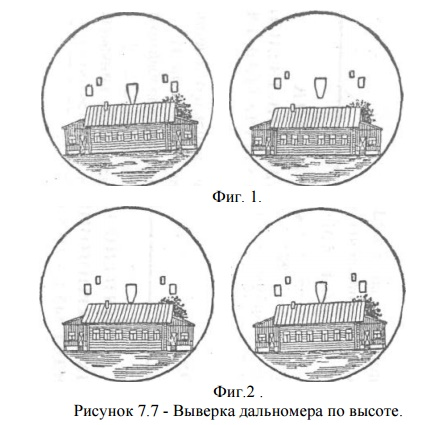 Фиг. 1.
Фиг.2 .
Рисунок 7.7 - Выверка дальномера по высоте.